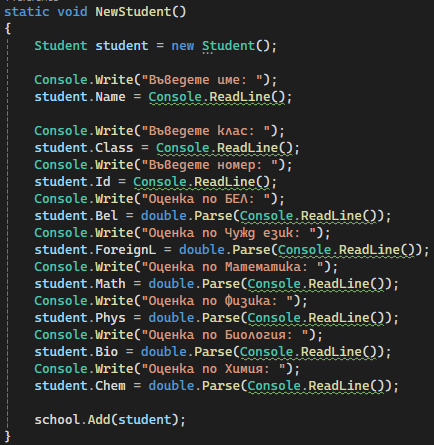 static void NewStudent()
{
Student student = new Student();
Console.Write("Въведете име: ");
student.Name = Console.ReadLine();
Console.Write("Въведете клас: ");
student.Class = Console.ReadLine();
Console.Write("Въведете номер: ");
student.Id = Console.ReadLine();
Console.Write("Оценка по БЕЛ: ");
student.Bel = double.Parse(Console.ReadLine());
Console.Write("Оценка по Чужд език: ");
student.ForeignL = double.Parse(Console.ReadLine());
Console.Write("Оценка по Математика: ");
student.Math = double.Parse(Console.ReadLine());
Console.Write("Оценка по Физика: ");
student.Phys = double.Parse(Console.ReadLine());
Console.Write("Оценка по Биология: ");
student.Bio = double.Parse(Console.ReadLine());
Console.Write("Оценка по Химия: ");
student.Chem = double.Parse(Console.ReadLine());
school.Add(student);
}